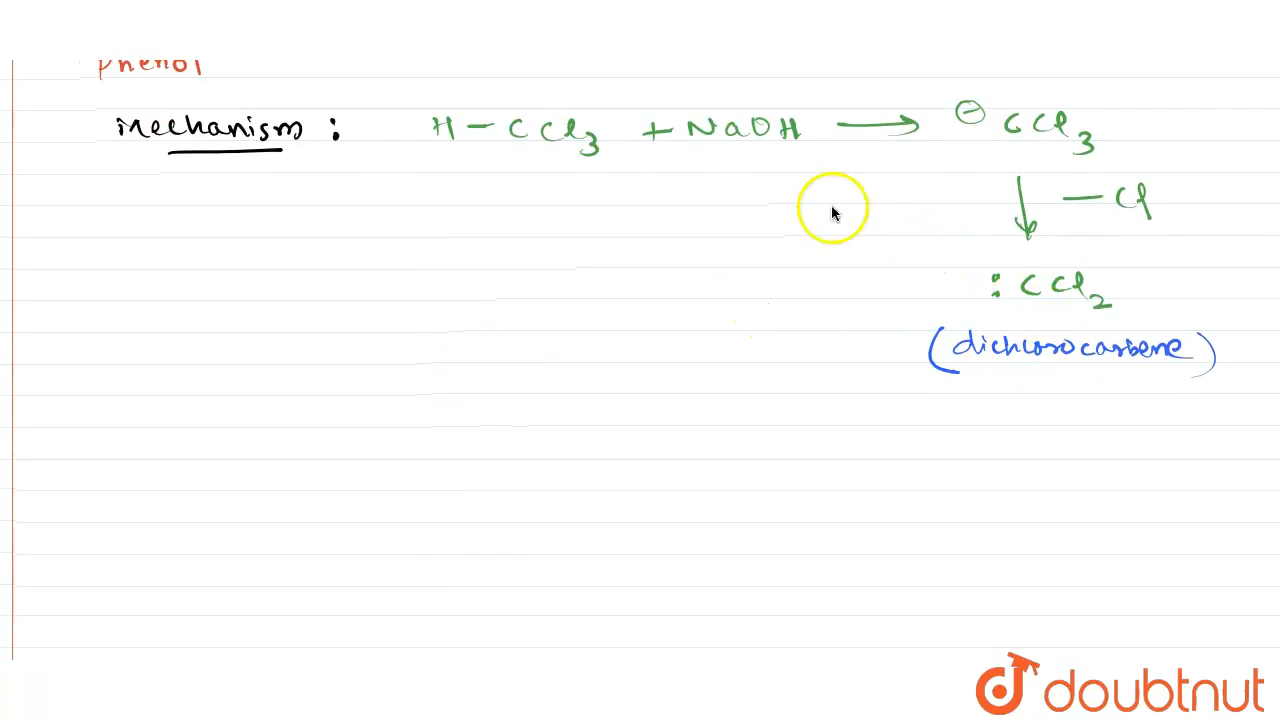 phenol
Mechanism : H - CCl3 + NaOH ⟶ ⊖ CCl3
↓ - Cl
: CCl2
(dichlorocarbene)
doubtnut